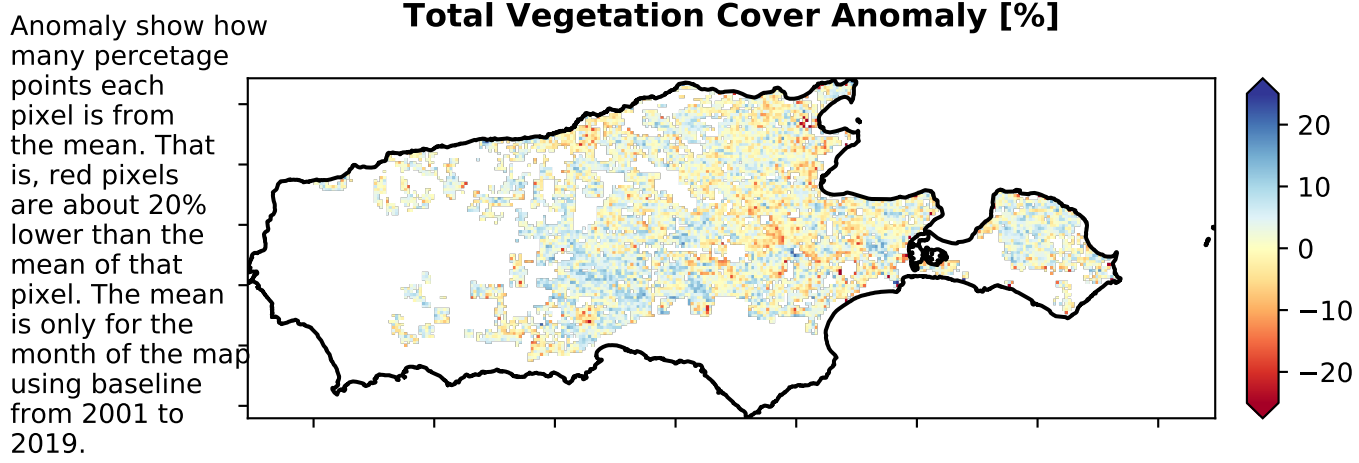 Total Vegetation Cover Anomaly [%]
Anomaly show how
many percetage
points each
pixel is from
the mean. That
is, red pixels
are about 20%
lower than the
mean of that
pixel. The mean
is only for the
month of the map
using baseline
from 2001 to
2019.
20
10
0
−10
−20